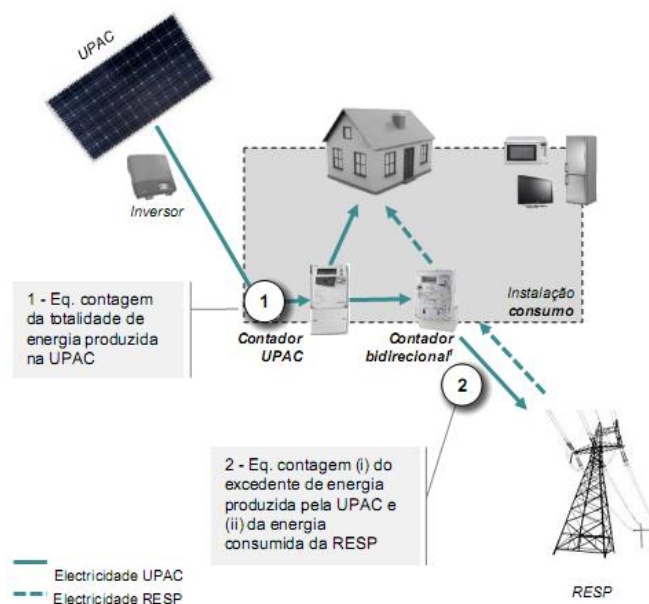 UPAC
Inversor
1 - Eq. contagem
da totalidade de
energia produzida
na UPAC
1
Contador
UPAC
Contador
bidirecional¹
Instalação
consumo
2
2 - Eq. contagem (i) do
excedente de energia
produzida pela UPAC e
(ii) da energia
consumida da RESP
Electricidade UPAC
Electricidade RESP
RESP